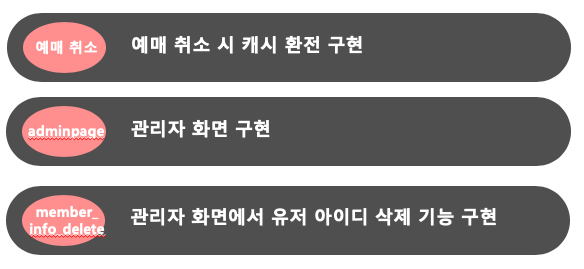 예매 취소
예매 취소 시 캐시 환전 구현
adminpage
관리자 화면 구현
member_
info_delete
관리자 화면에서 유저 아이디 삭제 기능 구현